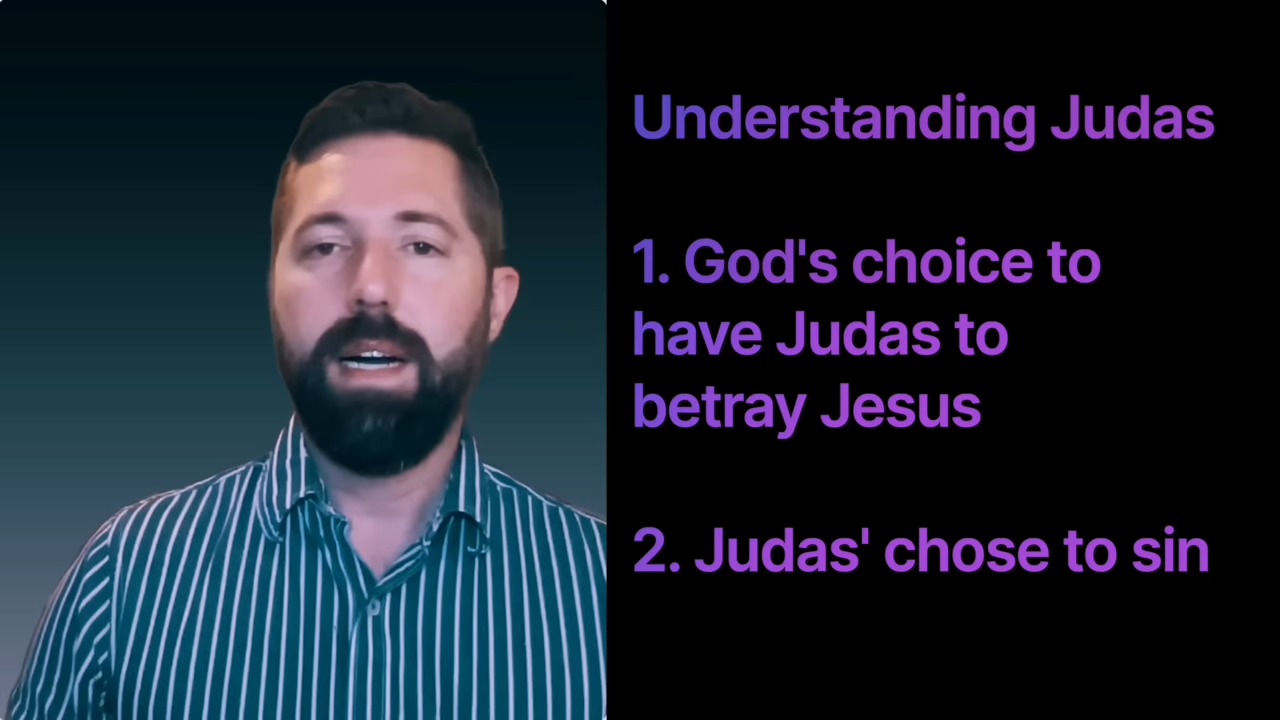 Understanding Judas
1. God's choice to
have Judas to
betray Jesus
2. Judas' chose to sin